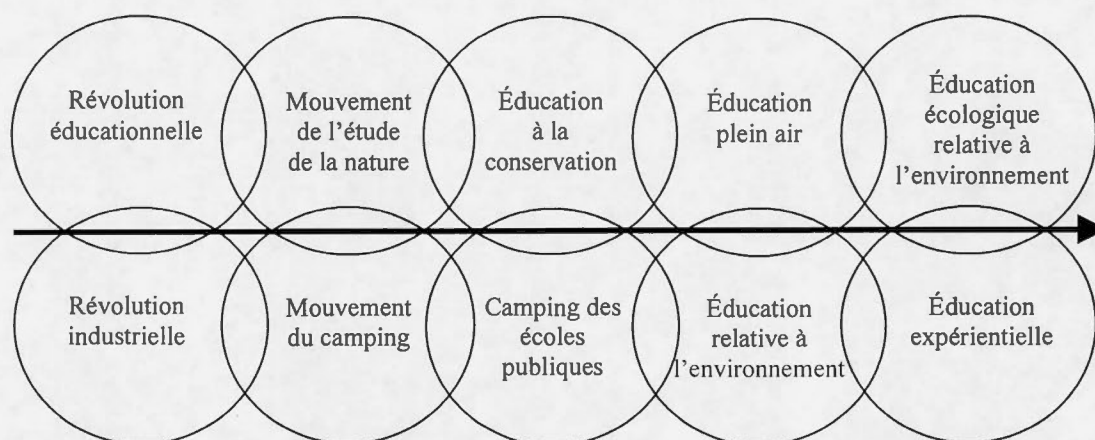 Révolution
éducationnelle
Mouvement
de l'étude
de la nature
Éducation
à la
conservation
Éducation
plein air
Éducation
écologique
relative à
l'environnement
Révolution
industrielle
Mouvement
du camping
Camping des
écoles
publiques
Éducation
relative à
l'environnement
Éducation
expérientielle